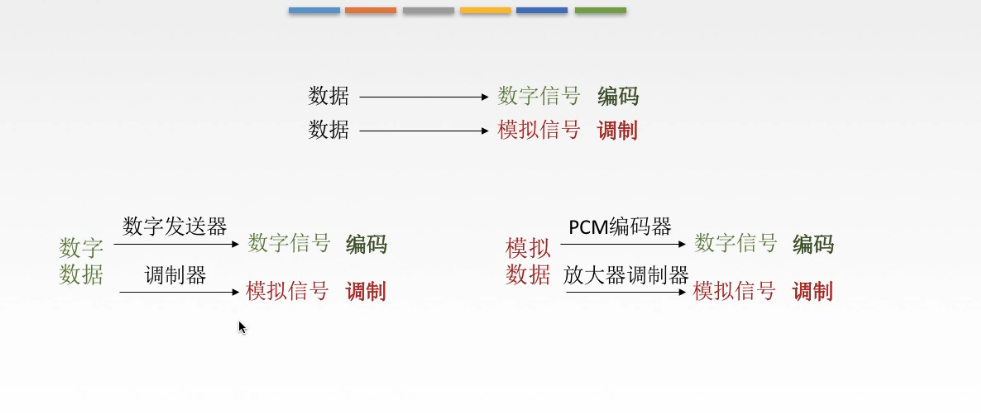 数据 数字信号 编码
数据 模拟信号 调制
数字发送器
数字
数据
数字信号 编码
调制器
模拟信号 调制
PCM编码器
模拟
数据
数字信号 编码
放大器调制器
模拟信号 调制